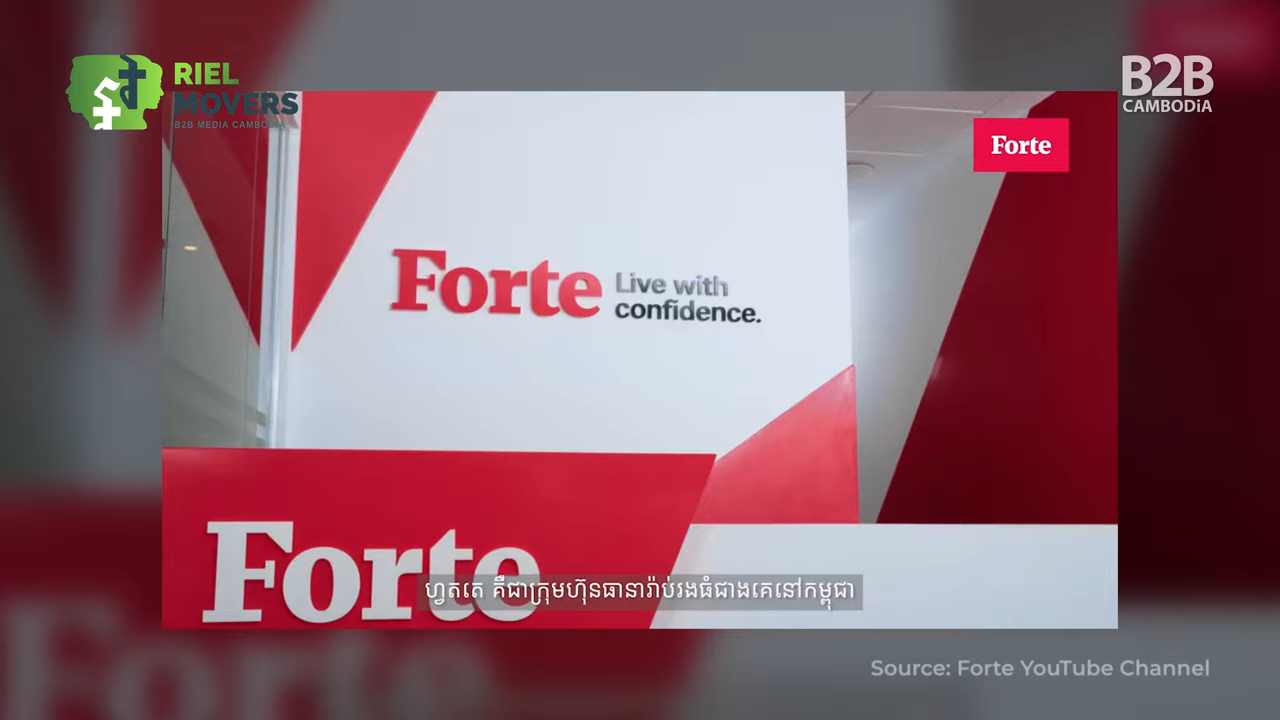 RIEL
MOVERS
B2B MEDIA CAMBODIA
B2B
CAMBODiA
Forte
Forte Live with
confidence.
Forte
ហ្វតតេ គឺជាក្រុមហ៊ុនធានារ៉ាប់រងធំជាងគេនៅកម្ពុជា
Source: Forte YouTube Channel